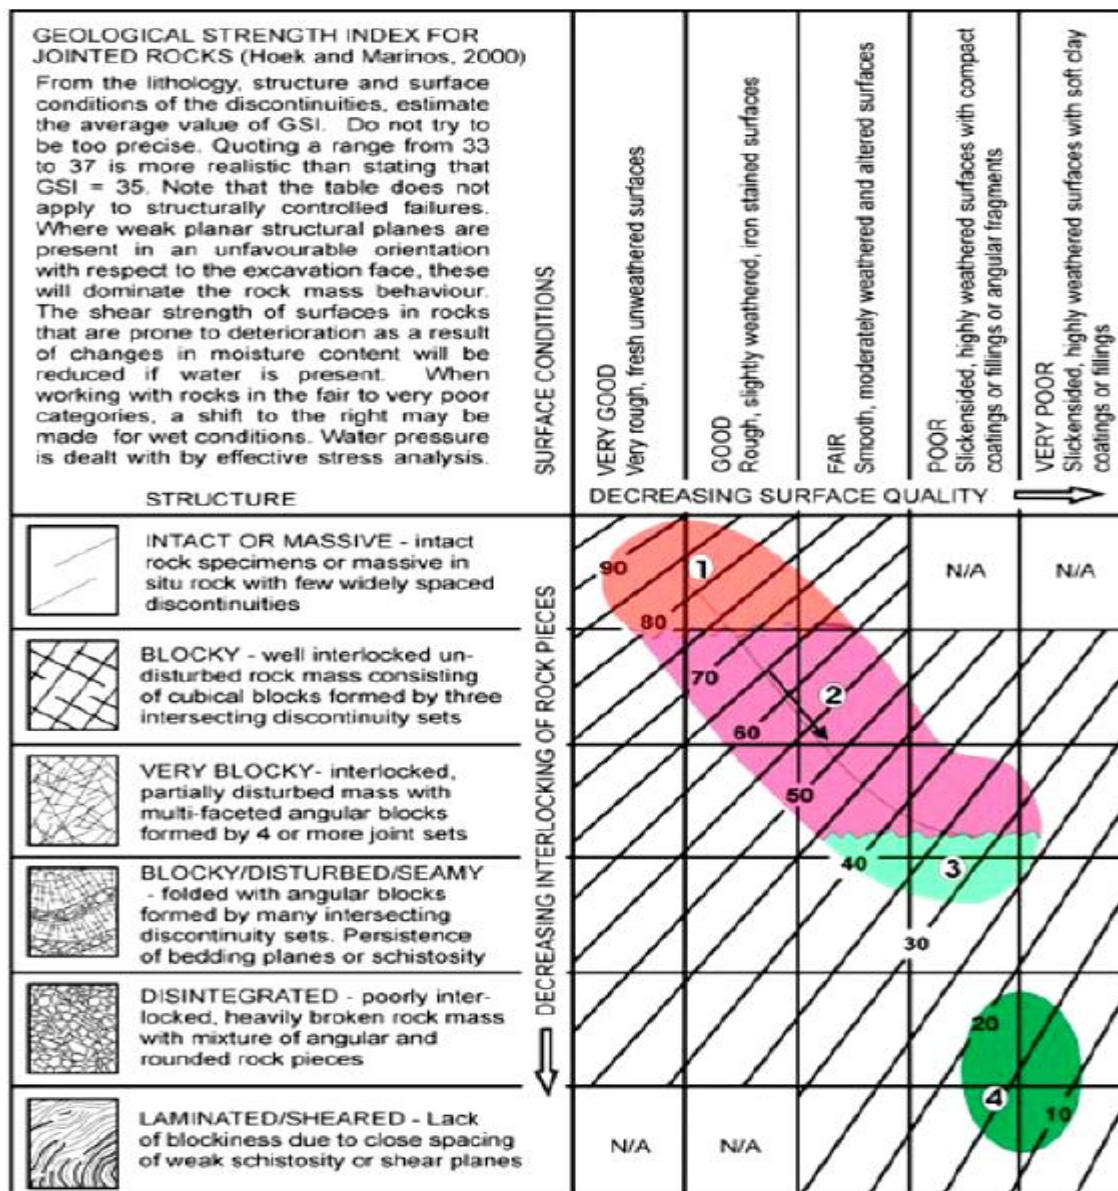 GEOLOGICAL STRENGTH INDEX FOR
JOINTED ROCKS (Hoek and Marinos, 2000)
From the lithology, structure and surface
conditions of the discontinuities, estimate
the average value of GSI. Do not try to
be too precise. Quoting a range from 33
to 37 is more realistic than stating that
GSI = 35. Note that the table does not
apply to structurally controlled failures.
Where weak planar structural planes are
present in an unfavourable orientation
with respect to the excavation face, these
will dominate the rock mass behaviour.
The shear strength of surfaces in rocks
that are prone to deterioration as a result
of changes in moisture content will be
reduced if water is present. When
working with rocks in the fair to very poor
categories, a shift to the right may be
made for wet conditions. Water pressure
is dealt with by effective stress analysis.
STRUCTURE
SURFACE CONDITIONS
VERY GOOD
Very rough, fresh unweathered surfaces
GOOD
Rough, slightly weathered, iron stained surfaces
FAIR
Smooth, moderately weathered and altered surfaces
POOR
Slickensided, highly weathered surfaces with compact
coatings or fillings or angular fragments
VERY POOR
Slickensided, highly weathered surfaces with soft clay
coatings or fillings
DECREASING SURFACE QUALITY
DECREASING INTERLOCKING OF ROCK PIECES
INTACT OR MASSIVE - intact
rock specimens or massive in
situ rock with few widely spaced
discontinuities
90
1
80
N/A
N/A
BLOCKY - well interlocked un-
disturbed rock mass consisting
of cubical blocks formed by three
intersecting discontinuity sets
70
2
60
VERY BLOCKY- interlocked,
partially disturbed mass with
multi-faceted angular blocks
formed by 4 or more joint sets
50
BLOCKY/DISTURBED/SEAMY
- folded with angular blocks
formed by many intersecting
discontinuity sets. Persistence
of bedding planes or schistosity
40
3
30
DISINTEGRATED - poorly inter-
locked, heavily broken rock mass
with mixture of angular and
rounded rock pieces
20
LAMINATED/SHEARED - Lack
of blockiness due to close spacing
of weak schistosity or shear planes
N/A
N/A
4
10